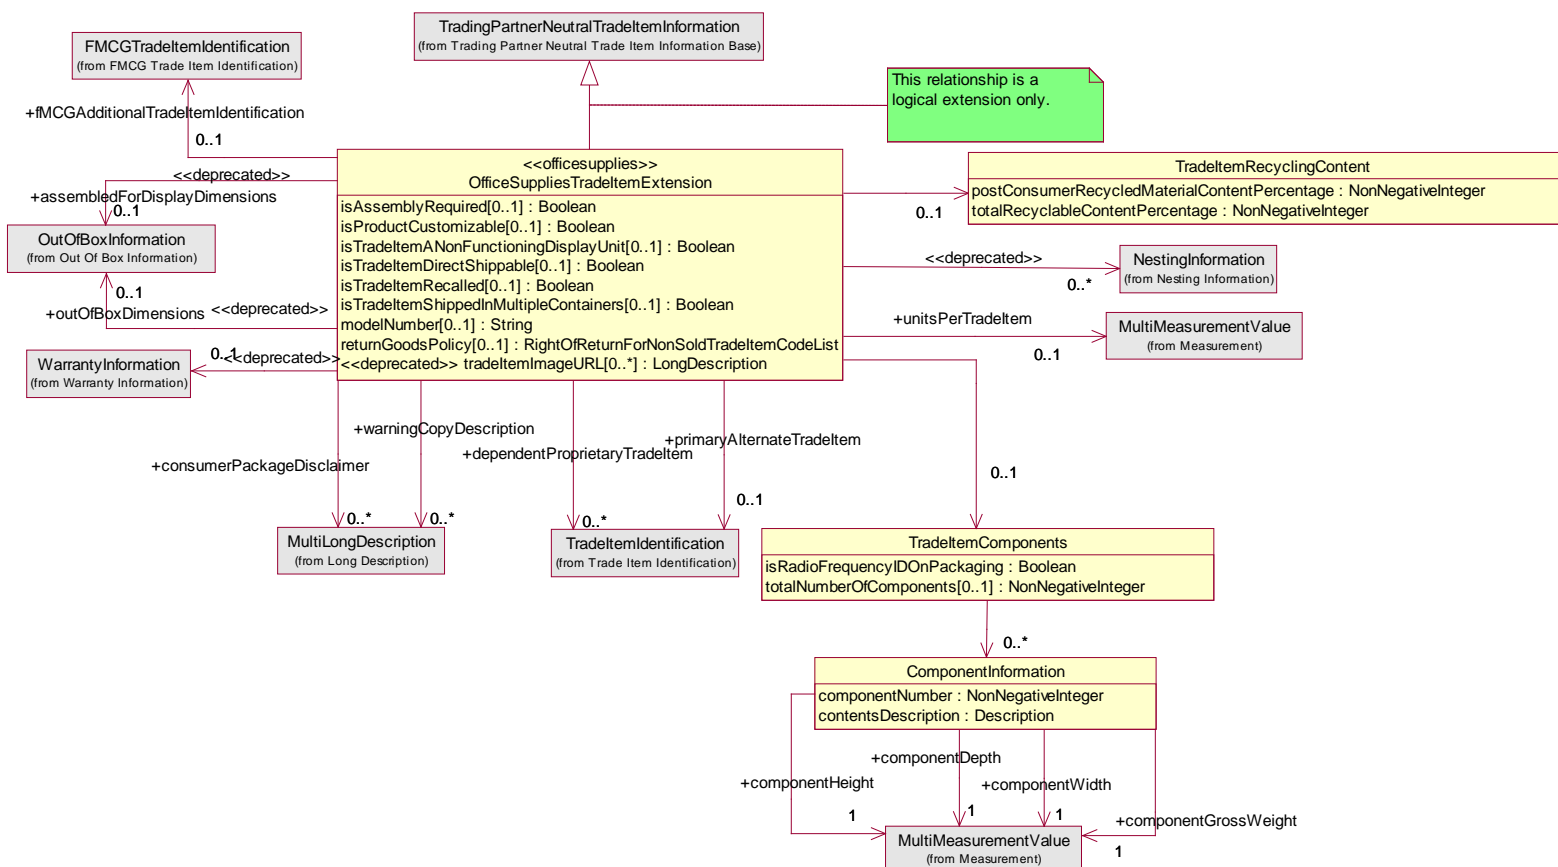 TradingPartnerNeutralTradeItemInformation
(from Trading Partner Neutral Trade Item Information Base)
FMCGTradeItemIdentification
(from FMCG Trade Item Identification)
This relationship is a
logical extension only.
+fMCGAdditionalTradeItemIdentification
0..1
<<officesupplies>>
OfficeSuppliesTradeItemExtension
isAssemblyRequired[0..1] : Boolean
isProductCustomizable[0..1] : Boolean
isTradeItemANonFunctioningDisplayUnit[0..1] : Boolean
isTradeItemDirectShippable[0..1] : Boolean
isTradeItemRecalled[0..1] : Boolean
isTradeItemShippedInMultipleContainers[0..1] : Boolean
modelNumber[0..1] : String
returnGoodsPolicy[0..1] : RightOfReturnForNonSoldTradeItemCodeList
<<deprecated>> tradeItemImageURL[0..*] : LongDescription
<<deprecated>>
+assembledForDisplayDimensions
0..1
OutOfBoxInformation
(from Out Of Box Information)
0..1
<<deprecated>>
+outOfBoxDimensions
0..1
<<deprecated>>
WarrantyInformation
(from Warranty Information)
TradeItemRecyclingContent
postConsumerRecycledMaterialContentPercentage : NonNegativeInteger
totalRecyclableContentPercentage : NonNegativeInteger
0..1
<<deprecated>>
0..*
NestingInformation
(from Nesting Information)
+unitsPerTradeItem
0..1
MultiMeasurementValue
(from Measurement)
+warningCopyDescription
+primaryAlternateTradeItem
+dependentProprietaryTradeItem
+consumerPackageDisclaimer
0..1
0..1
0..*
0..*
0..*
MultiLongDescription
(from Long Description)
TradeItemIdentification
(from Trade Item Identification)
TradeItemComponents
isRadioFrequencyIDOnPackaging : Boolean
totalNumberOfComponents[0..1] : NonNegativeInteger
0..*
ComponentInformation
componentNumber : NonNegativeInteger
contentsDescription : Description
+componentDepth
+componentHeight
+componentWidth
+componentGrossWeight
1
1
1
1
MultiMeasurementValue
(from Measurement)